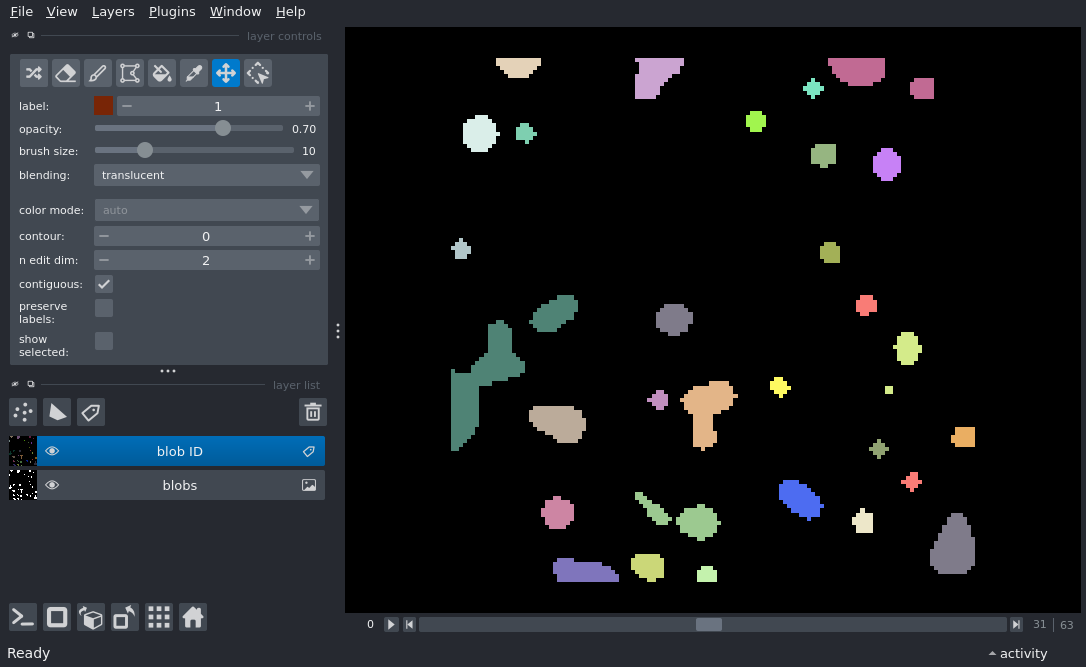 File View Layers Plugins Window Help
layer controls
label: 1
opacity: 0.70
brush size: 10
blending: translucent
color mode: auto
contour: 0
n edit dim: 2
contiguous:
preserve
labels:
show
selected:
layer list
blob ID
blobs
0 31 63
Ready activity